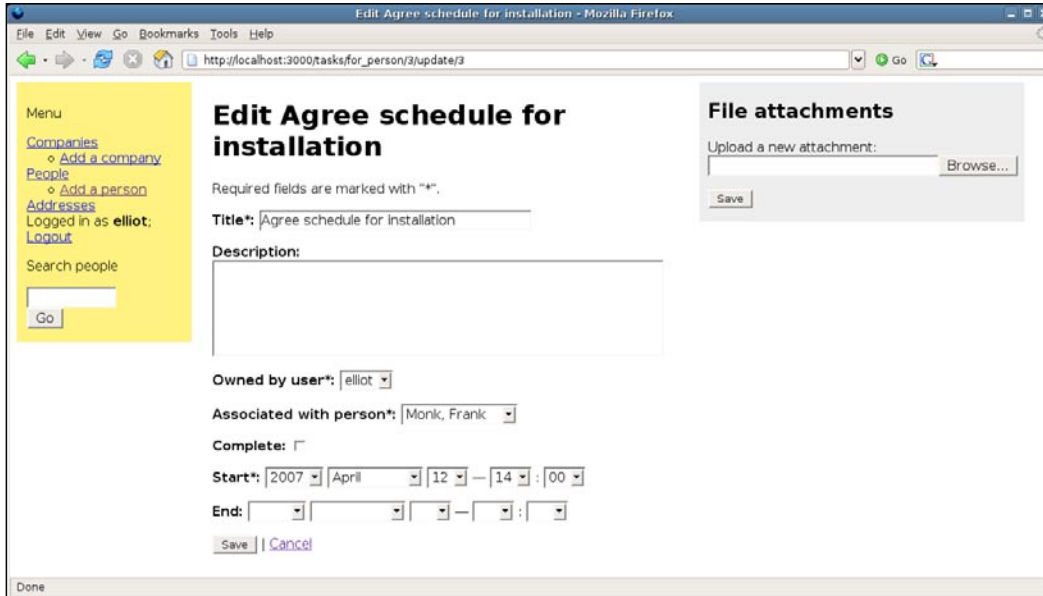 Edit Agree schedule for installation - Mozilla Firefox
File Edit View Go Bookmarks Tools Help
http://localhost:3000/tasks/for_person/3/update/3
Go
Menu
Companies
Add a company
People
Add a person
Addresses
Logged in as elliot;
Logout
Search people
Go
Edit Agree schedule for
installation
Required fields are marked with "*".
Title*: Agree schedule for installation
Description:
Owned by user*: elliot
Associated with person*: Monk, Frank
Complete:
Start*: 2007 April 12 — 14 : 00
End: — :
Save | Cancel
File attachments
Upload a new attachment:
Browse...
Save
Done